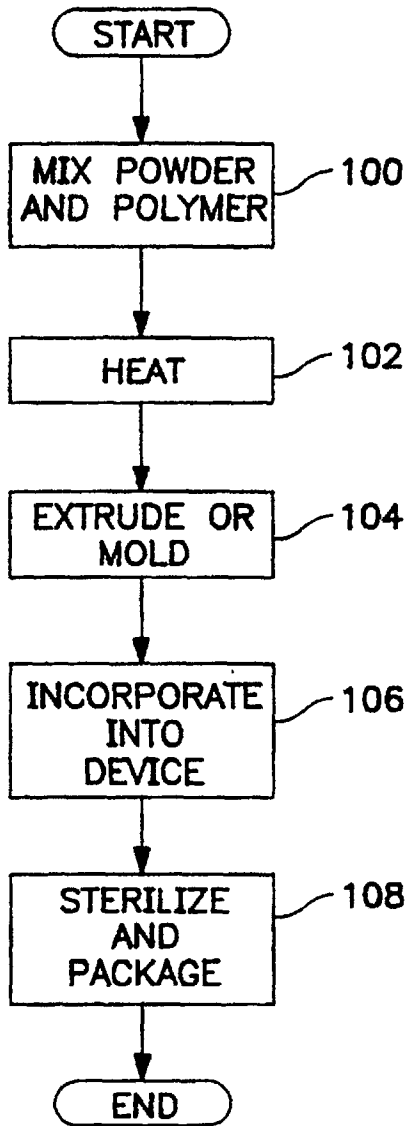 START
MIX POWDER
AND POLYMER
100
HEAT
102
EXTRUDE OR
MOLD
104
INCORPORATE
INTO
DEVICE
106
STERILIZE
AND
PACKAGE
108
END